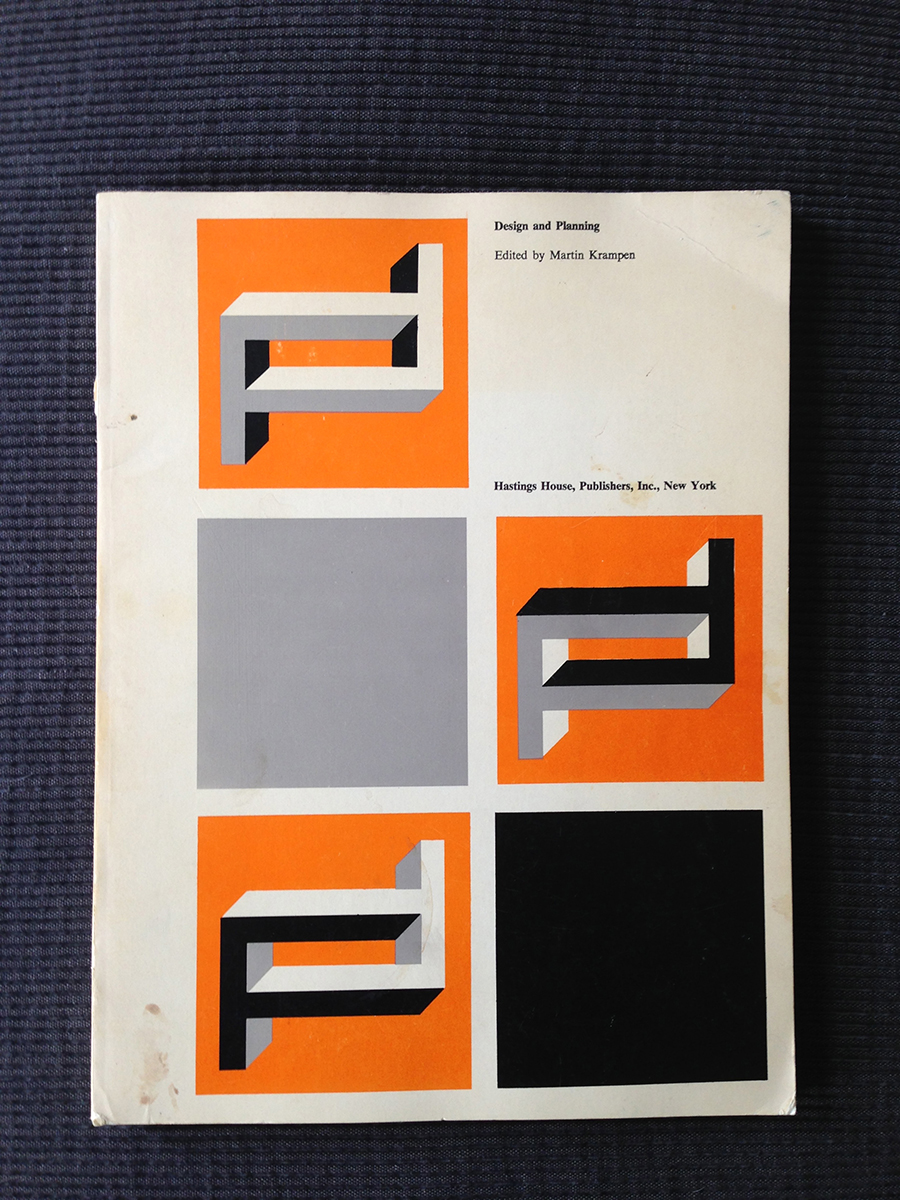 Design and Planning
Edited by Martin Krampen
Hastings House, Publishers, Inc., New York